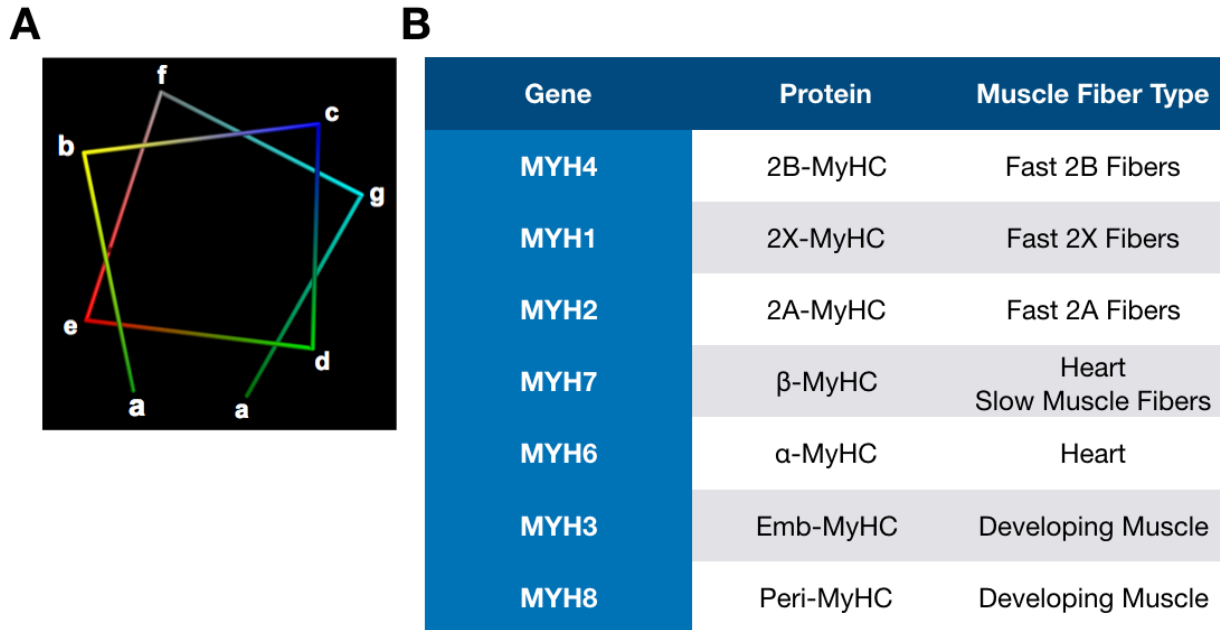 A
f
c
b
g
e
d
a
a
B
Gene Protein Muscle Fiber Type
MYH4 2B-MyHC Fast 2B Fibers
MYH1 2X-MyHC Fast 2X Fibers
MYH2 2A-MyHC Fast 2A Fibers
MYH7 β-MyHC Heart
Slow Muscle Fibers
MYH6 α-MyHC Heart
MYH3 Emb-MyHC Developing Muscle
MYH8 Peri-MyHC Developing Muscle